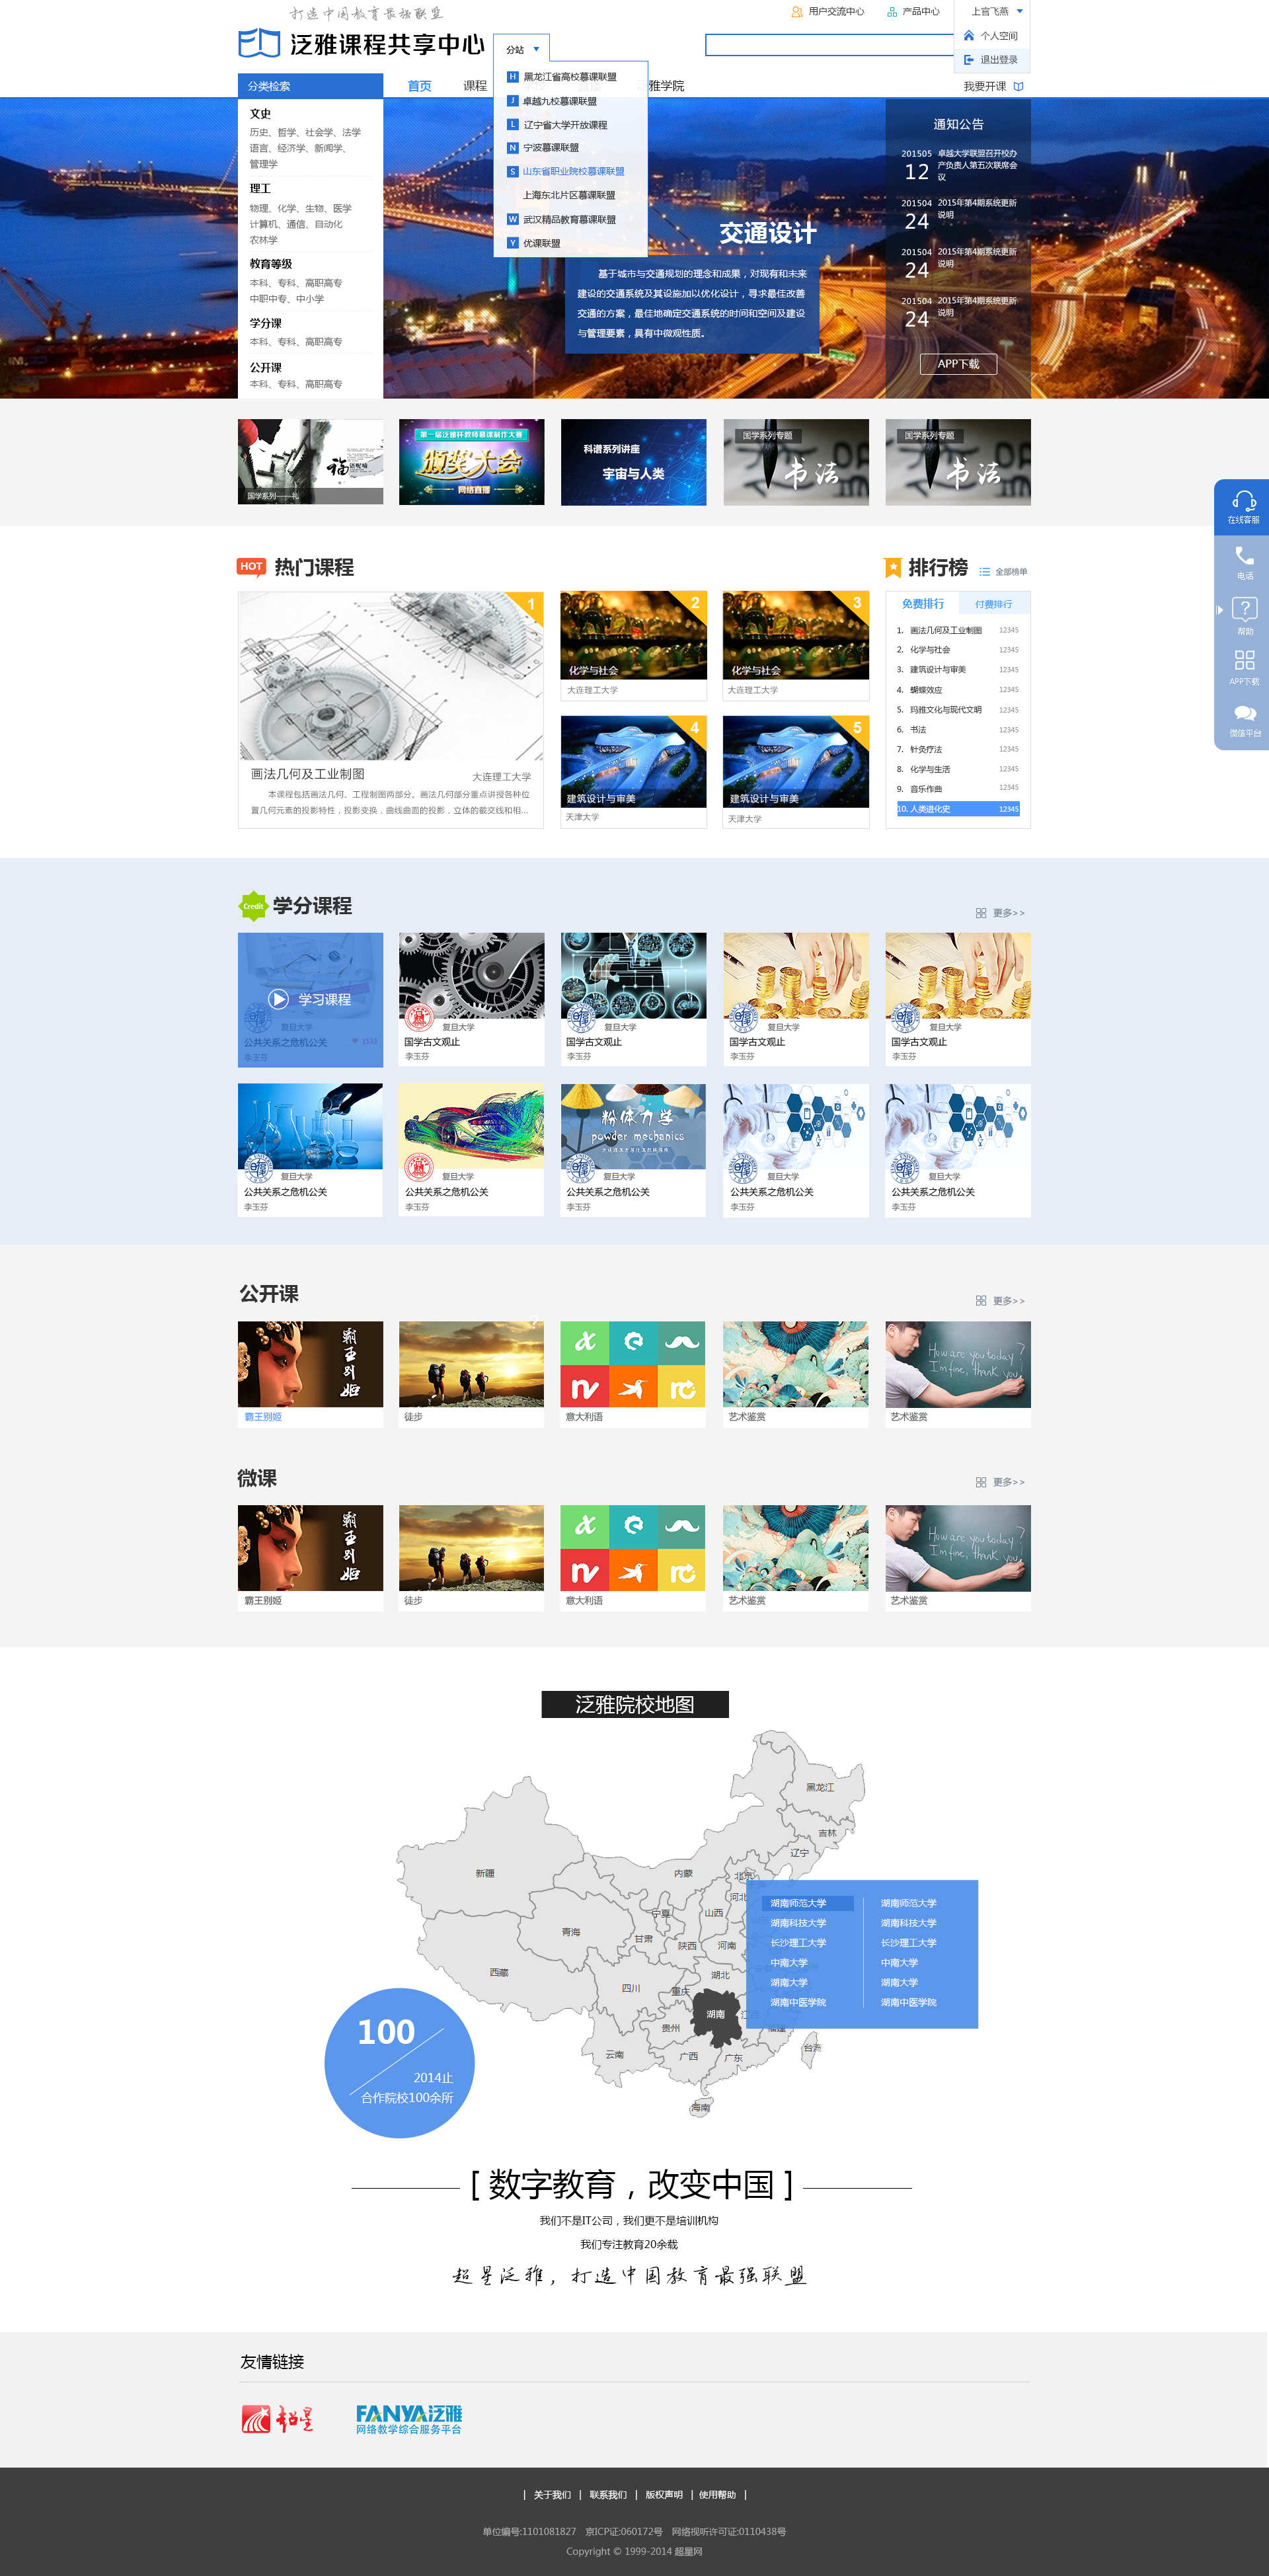 打造中国教育最强联盟
用户交流中心
产品中心
上官飞燕
个人空间
退出登录
泛雅课程共享中心
分站
分类检索
首页
课程
雅学院
我要开课
H 黑龙江省高校慕课联盟
J 卓越九校慕课联盟
L 辽宁省大学开放课程
N 宁波慕课联盟
S 山东省职业院校慕课联盟
上海东北片区慕课联盟
W 武汉精品教育慕课联盟
Y 优课联盟
文史
历史、哲学、社会学、法学
语言、经济学、新闻学、
管理学
理工
物理、化学、生物、医学
计算机、通信、自动化
农林学
教育等级
本科、专科、高职高专
中职中专、中小学
学分课
本科、专科、高职高专
公开课
本科、专科、高职高专
交通设计
基于城市与交通规划的理念和成果，对现有和未来
建设的交通系统及其设施加以优化设计，寻求最佳改善
交通的方案，最佳地确定交通系统的时间和空间及建设
与管理要素，具有中微观性质。
通知公告
201505
12
卓越大学联盟召开校办
产负责人第五次联席会
议
201504
24
2015年第4期系统更新
说明
201504
24
2015年第4期系统更新
说明
201504
24
2015年第4期系统更新
说明
APP下载
福
国学系列——礼
第一届泛雅杯教师慕课制作大赛
颁奖大会
网络直播
科谱系列讲座
宇宙与人类
国学系列专题
书法
国学系列专题
书法
在线客服
电话
帮助
APP下载
微信平台
HOT 热门课程
1
画法几何及工业制图
大连理工大学
本课程包括画法几何、工程制图两部分。画法几何部分重点讲授各种位
置几何元素的投影特性，投影变换，曲线曲面的投影，立体的截交线和相...
2
化学与社会
大连理工大学
3
化学与社会
大连理工大学
4
建筑设计与审美
天津大学
5
建筑设计与审美
天津大学
排行榜
全部榜单
免费排行
付费排行
1. 画法几何及工业制图 12345
2. 化学与社会 12345
3. 建筑设计与审美 12345
4. 蝴蝶效应 12345
5. 玛雅文化与现代文明 12345
6. 书法 12345
7. 针灸疗法 12345
8. 化学与生活 12345
9. 音乐作曲 12345
10. 人类进化史 12345
Credit 学分课程
更多>>
学习课程
复旦大学
公共关系之危机公关
李玉芬
复旦大学
国学古文观止
李玉芬
复旦大学
国学古文观止
李玉芬
复旦大学
国学古文观止
李玉芬
复旦大学
国学古文观止
李玉芬
复旦大学
公共关系之危机公关
李玉芬
复旦大学
公共关系之危机公关
李玉芬
粉体力学
powder mechanics
复旦大学
公共关系之危机公关
李玉芬
复旦大学
公共关系之危机公关
李玉芬
复旦大学
公共关系之危机公关
李玉芬
公开课
更多>>
霸王别姬
霸王别姬
徒步
意大利语
艺术鉴赏
How are you today?
I'm fine, thank you
艺术鉴赏
微课
更多>>
霸王别姬
霸王别姬
徒步
意大利语
艺术鉴赏
How are you today?
I'm fine, thank you
艺术鉴赏
泛雅院校地图
黑龙江
吉林
辽宁
新疆
内蒙
北京
河北
宁夏
山西
青海
甘肃
陕西
河南
西藏
四川
湖北
重庆
湖南
贵州
福建
云南
广西
广东
台湾
海南
湖南师范大学
湖南科技大学
长沙理工大学
中南大学
湖南大学
湖南中医学院
湖南师范大学
湖南科技大学
长沙理工大学
中南大学
湖南大学
湖南中医学院
100
2014止
合作院校100余所
[ 数字教育，改变中国 ]
我们不是IT公司，我们更不是培训机构
我们专注教育20余载
超星泛雅，打造中国教育最强联盟
友情链接
超星
FANYA泛雅
网络教学综合服务平台
| 关于我们 | 联系我们 | 版权声明 | 使用帮助 |
单位编号:1101081827 京ICP证:060172号 网络视听许可证:0110438号
Copyright © 1999-2014 超星网